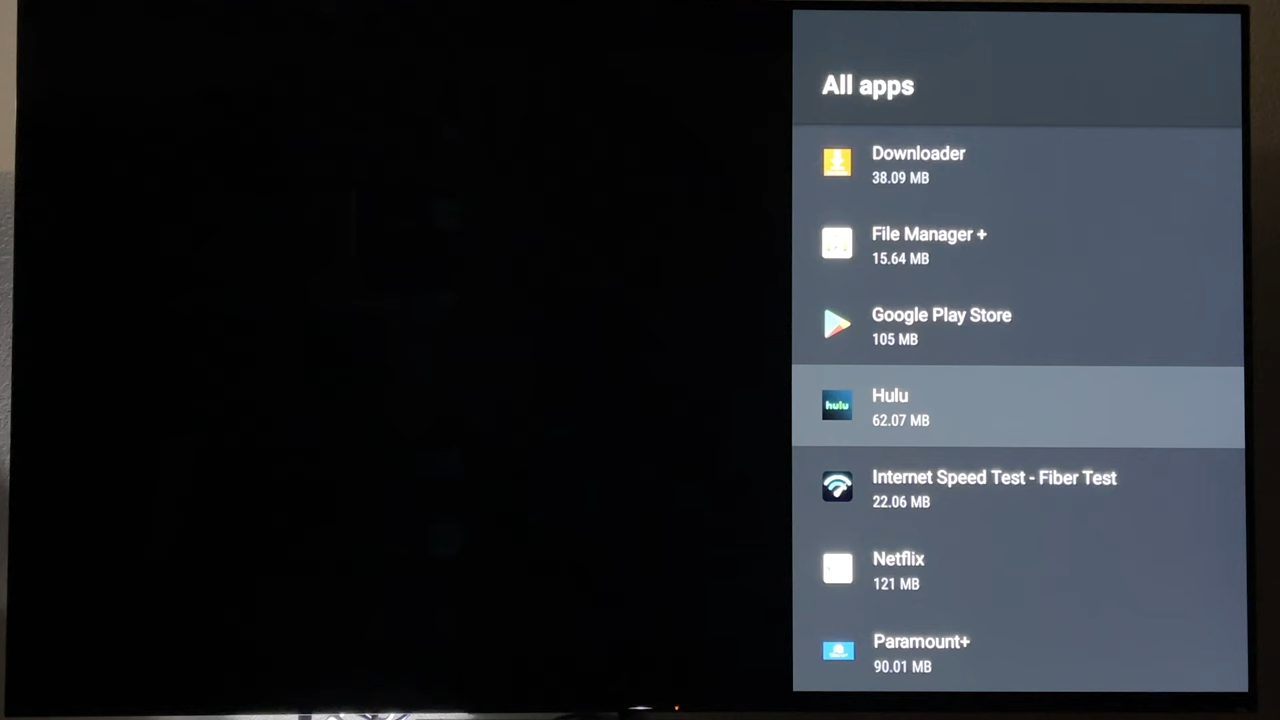 All apps
Downloader
38.09 MB
File Manager +
15.64 MB
Google Play Store
105 MB
hulu
Hulu
62.07 MB
Internet Speed Test - Fiber Test
22.06 MB
Netflix
121 MB
Paramount+
90.01 MB